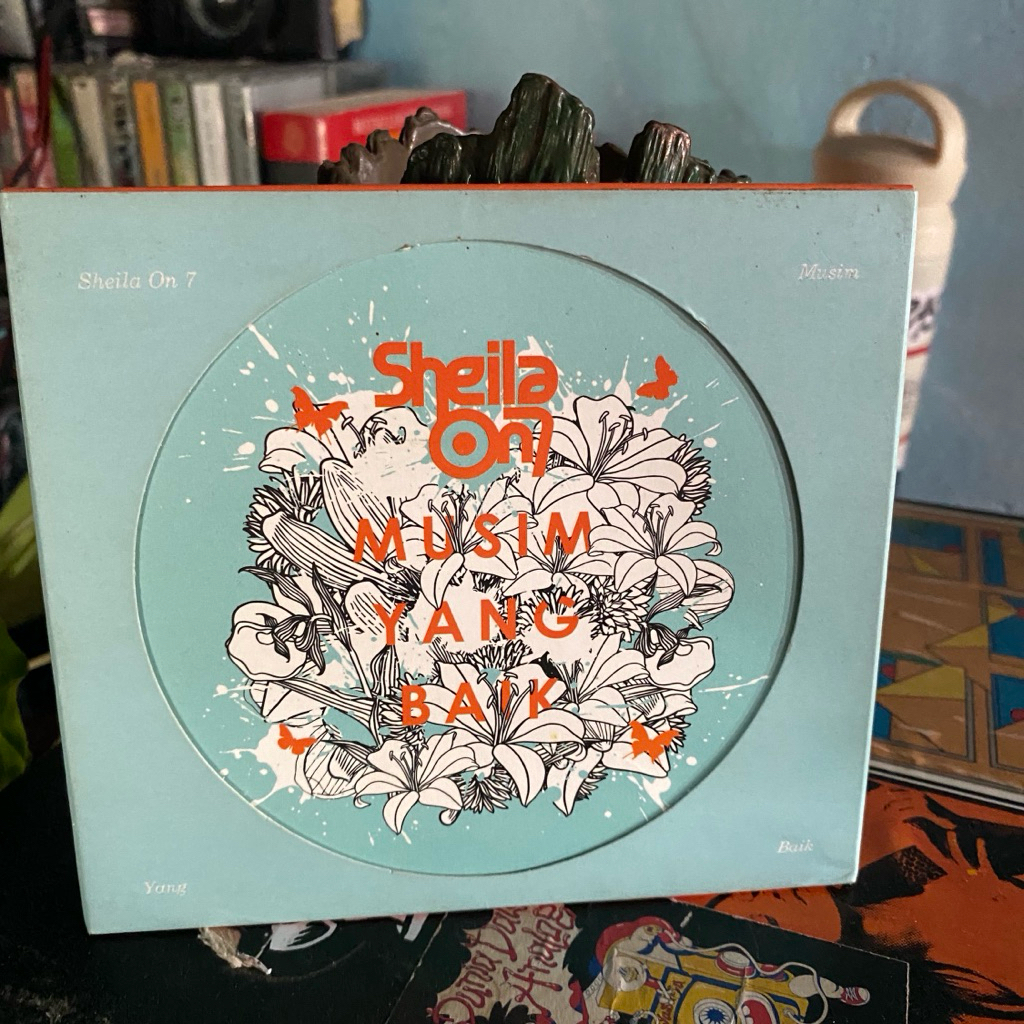 Sheila On 7
Musim
Sheila
On7
MUSIM
YANG
BAIK
Yang
Baik